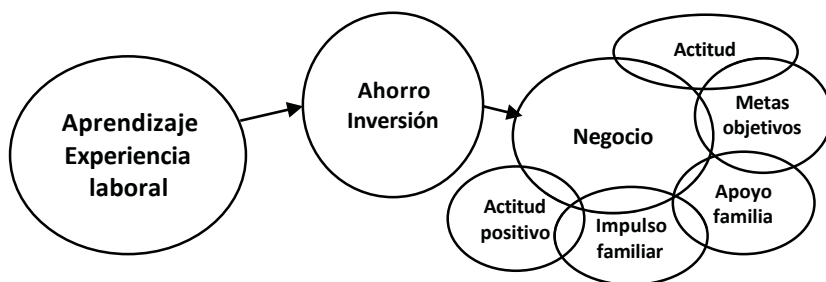 Aprendizaje
Experiencia
laboral
Ahorro
Inversión
Negocio
Actitud
Metas
objetivos
Apoyo
familia
Impulso
familiar
Actitud
positivo